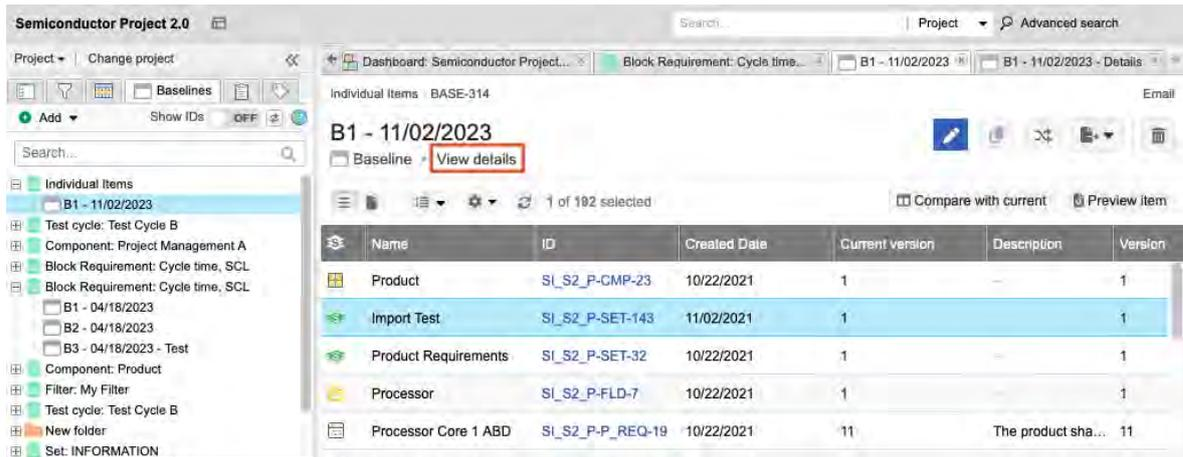 Semiconductor Project 2.0
Search... Project Advanced search
Project Change project
Dashboard: Semiconductor Project... Block Requirement: Cycle time... B1 - 11/02/2023 B1 - 11/02/2023 - Details
Baselines
Individual Items BASE-314 Email
Add Show IDs OFF
B1 - 11/02/2023
Baseline View details
Search...
Individual Items
B1 - 11/02/2023
Test cycle: Test Cycle B
Component: Project Management A
Block Requirement: Cycle time, SCL
Block Requirement: Cycle time, SCL
B1 - 04/18/2023
B2 - 04/18/2023
B3 - 04/18/2023 - Test
Component: Product
Filter: My Filter
Test cycle: Test Cycle B
New folder
Set: INFORMATION
1 of 192 selected Compare with current Preview item
Name ID Created Date Current version Description Version
Product SI_S2_P-CMP-23 10/22/2021 1 1
Import Test SI_S2_P-SET-143 11/02/2021 1 1
Product Requirements SI_S2_P-SET-32 10/22/2021 1 1
Processor SI_S2_P-FLD-7 10/22/2021 1 1
Processor Core 1 ABD SI_S2_P-P_REQ-19 10/22/2021 11 The product sha... 11